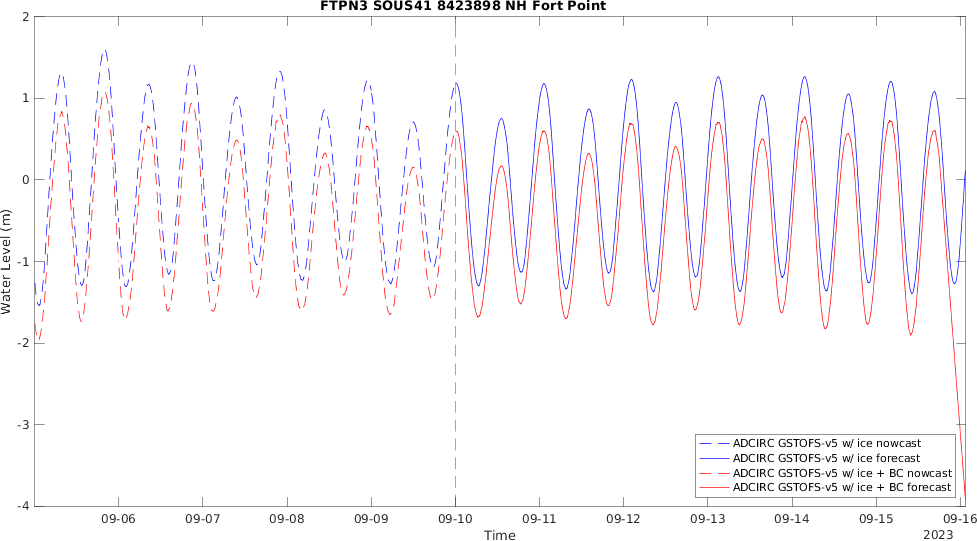 FTPN3 SOUS41 8423898 NH Fort Point
2
1
0
-1
-2
-3
-4
Water Level (m)
09-06 09-07 09-08 09-09 09-10 09-11 09-12 09-13 09-14 09-15 09-16
Time
2023
ADCIRC GSTOFS-v5 w/ ice nowcast
ADCIRC GSTOFS-v5 w/ ice forecast
ADCIRC GSTOFS-v5 w/ ice + BC nowcast
ADCIRC GSTOFS-v5 w/ ice + BC forecast